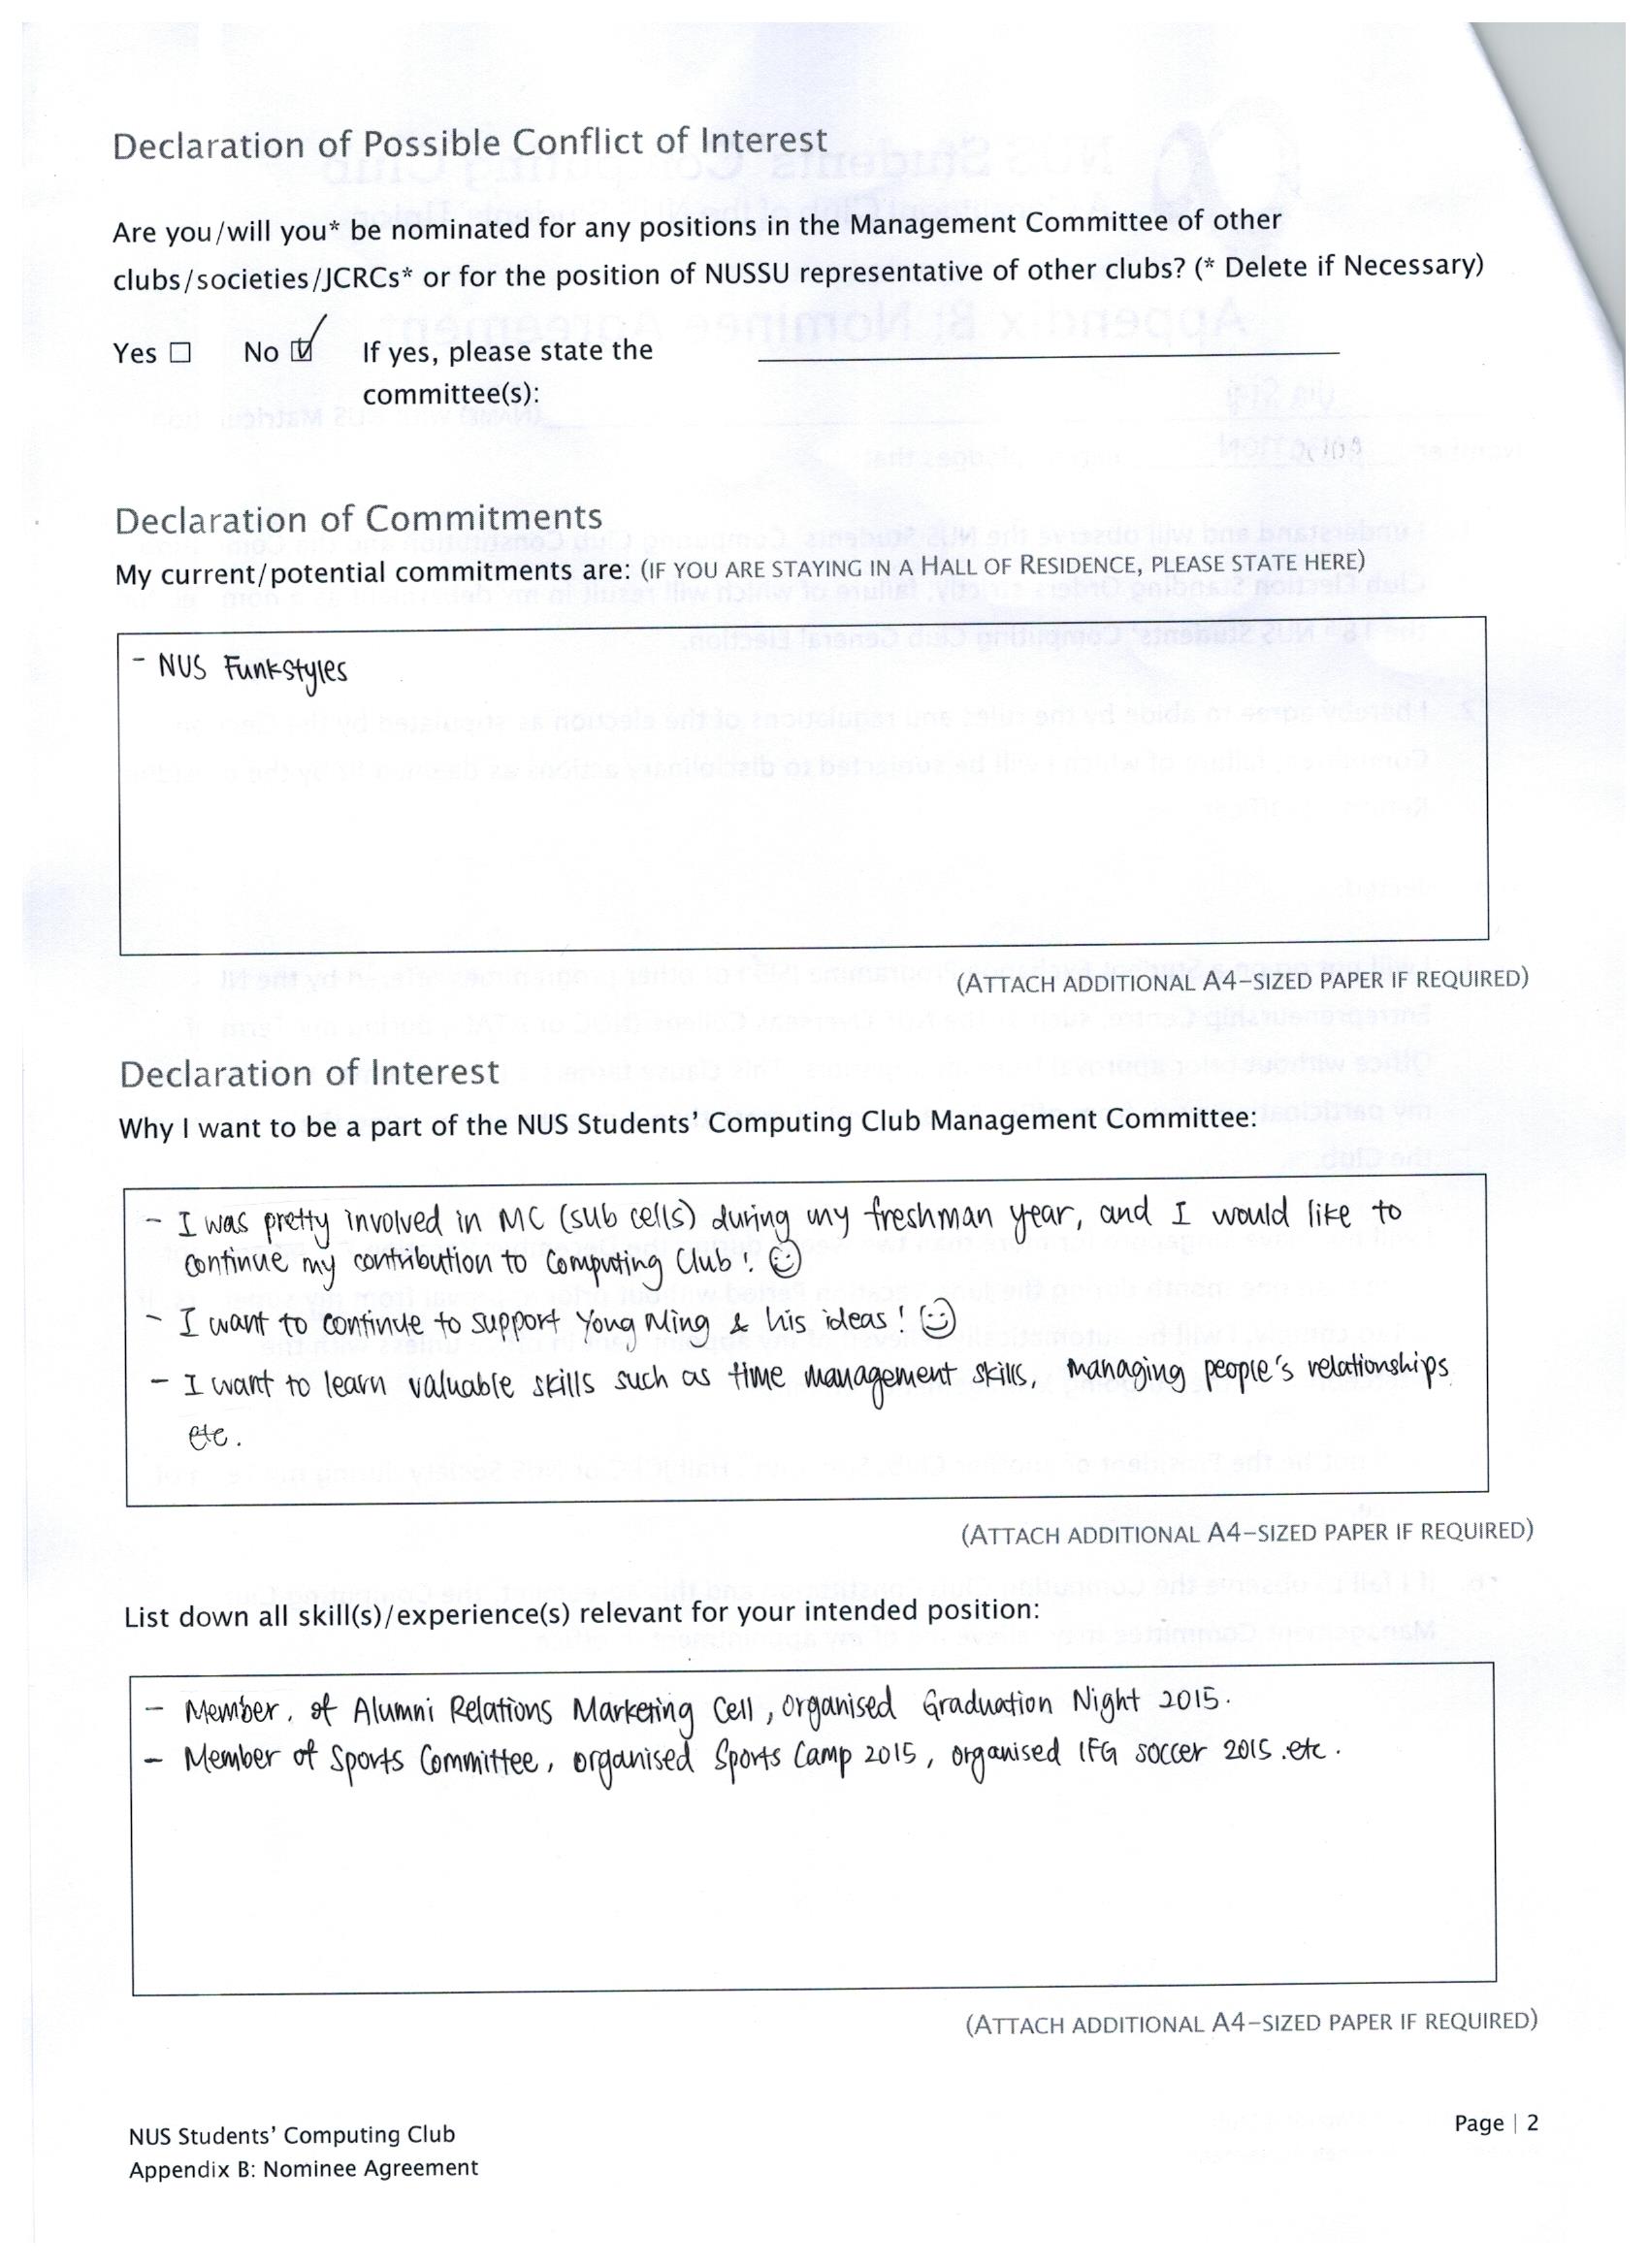 Declaration of Possible Conflict of Interest
Are you/will you* be nominated for any positions in the Management Committee of other
clubs/societies/JCRCs* or for the position of NUSSU representative of other clubs? (* Delete if Necessary)
Yes ☐ No ☑ If yes, please state the
committee(s):
Declaration of Commitments
My current/potential commitments are: (IF YOU ARE STAYING IN A HALL OF RESIDENCE, PLEASE STATE HERE)
- NUS Funkstyles
(ATTACH ADDITIONAL A4-SIZED PAPER IF REQUIRED)
Declaration of Interest
Why I want to be a part of the NUS Students' Computing Club Management Committee:
- I was pretty involved in MC (sub cells) during my freshman year, and I would like to
continue my contribution to Computing Club! ☺
- I want to continue to support Yong Ming & his ideas! ☺
- I want to learn valuable skills such as time management skills, managing people's relationships
etc.
(ATTACH ADDITIONAL A4-SIZED PAPER IF REQUIRED)
List down all skill(s)/experience(s) relevant for your intended position:
- Member, of Alumni Relations Marketing Cell, organised Graduation Night 2015.
- Member of Sports Committee, organised Sports Camp 2015, organised IFG soccer 2015.etc.
(ATTACH ADDITIONAL A4-SIZED PAPER IF REQUIRED)
NUS Students' Computing Club
Page | 2
Appendix B: Nominee Agreement